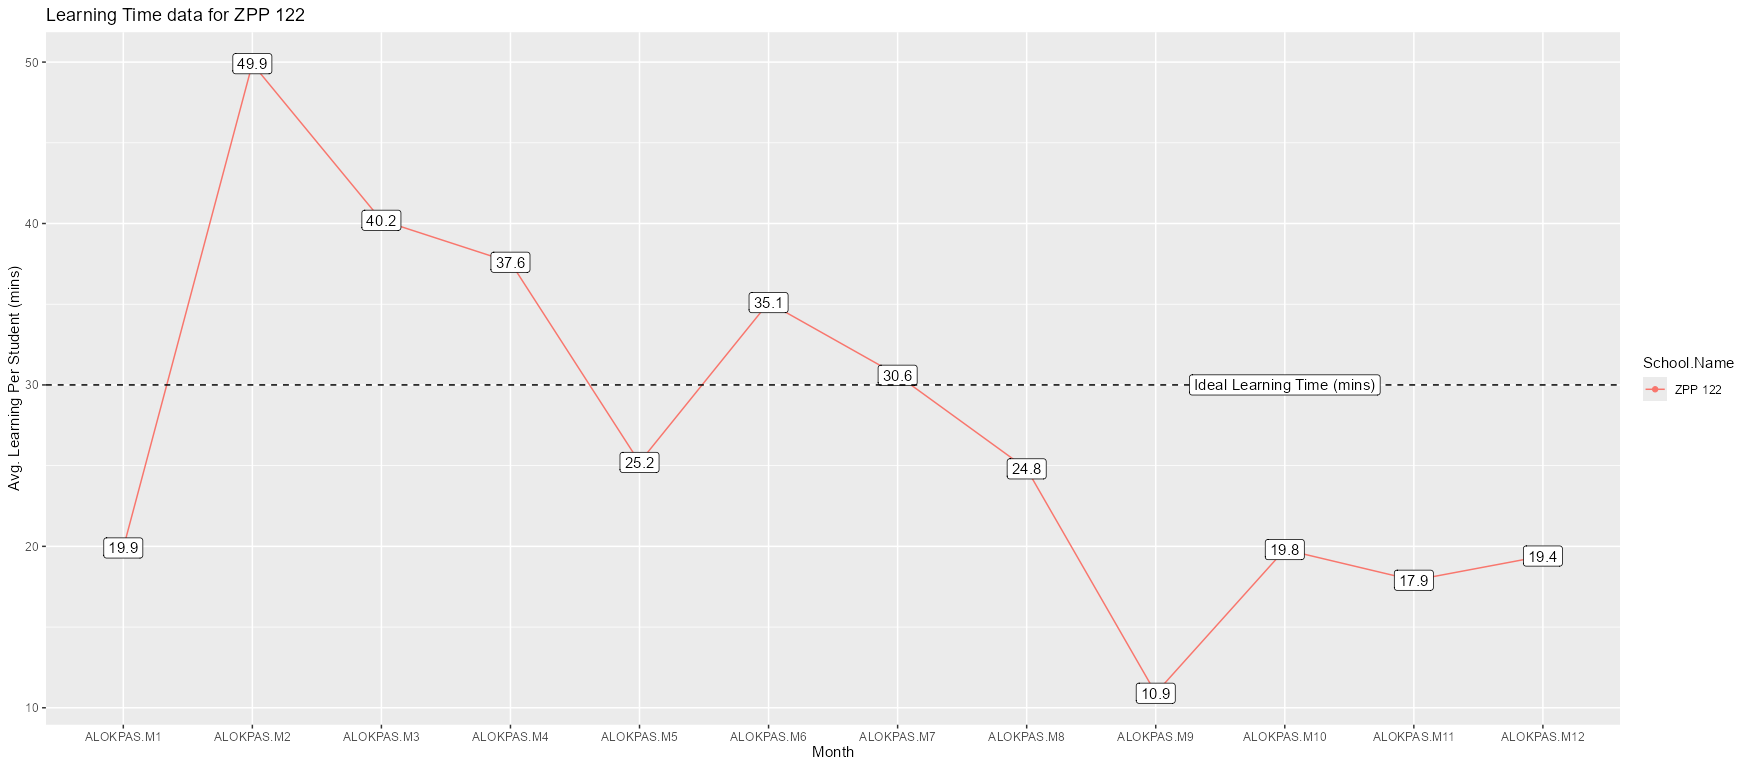 Learning Time data for ZPP 122
50
40
30
20
10
Avg. Learning Per Student (mins)
19.9
49.9
40.2
37.6
25.2
35.1
30.6
24.8
10.9
19.8
17.9
19.4
Ideal Learning Time (mins)
ALOKPAS.M1 ALOKPAS.M2 ALOKPAS.M3 ALOKPAS.M4 ALOKPAS.M5 ALOKPAS.M6 ALOKPAS.M7 ALOKPAS.M8 ALOKPAS.M9 ALOKPAS.M10 ALOKPAS.M11 ALOKPAS.M12
Month
School.Name
ZPP 122